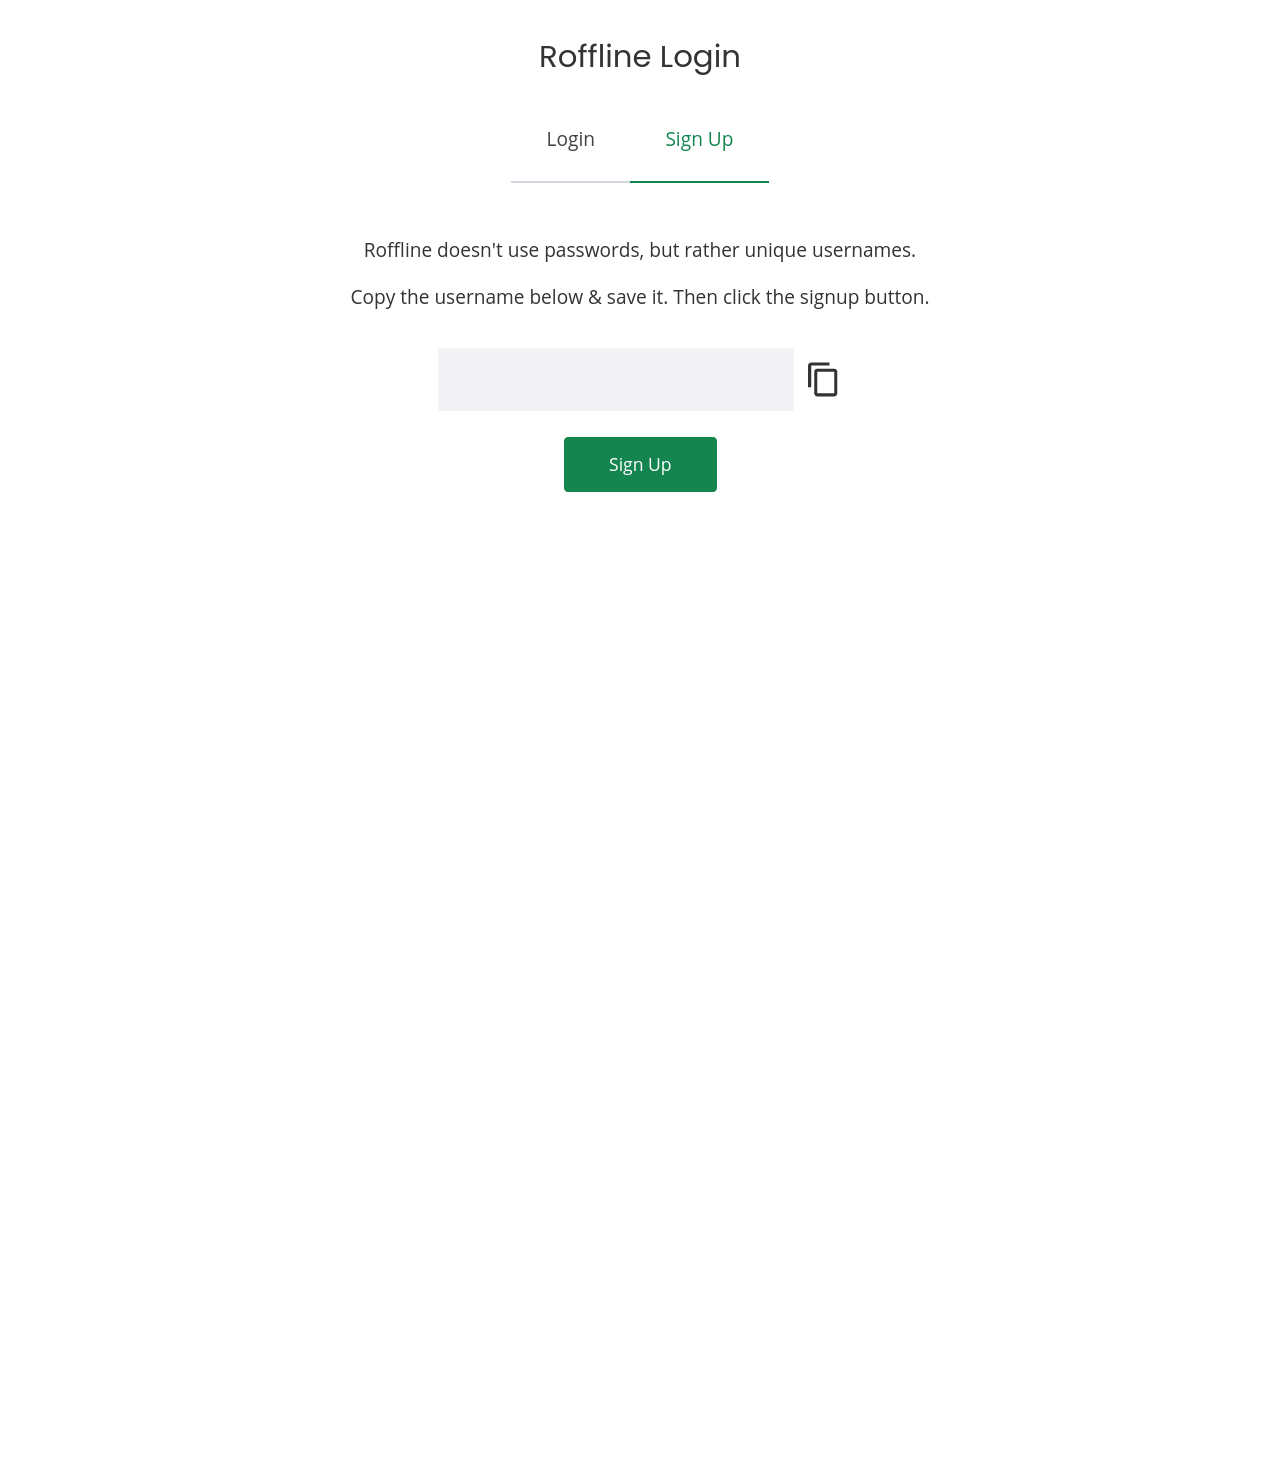 Roffline Login
Login
Sign Up
Roffline doesn't use passwords, but rather unique usernames.
Copy the username below & save it. Then click the signup button.
Sign Up